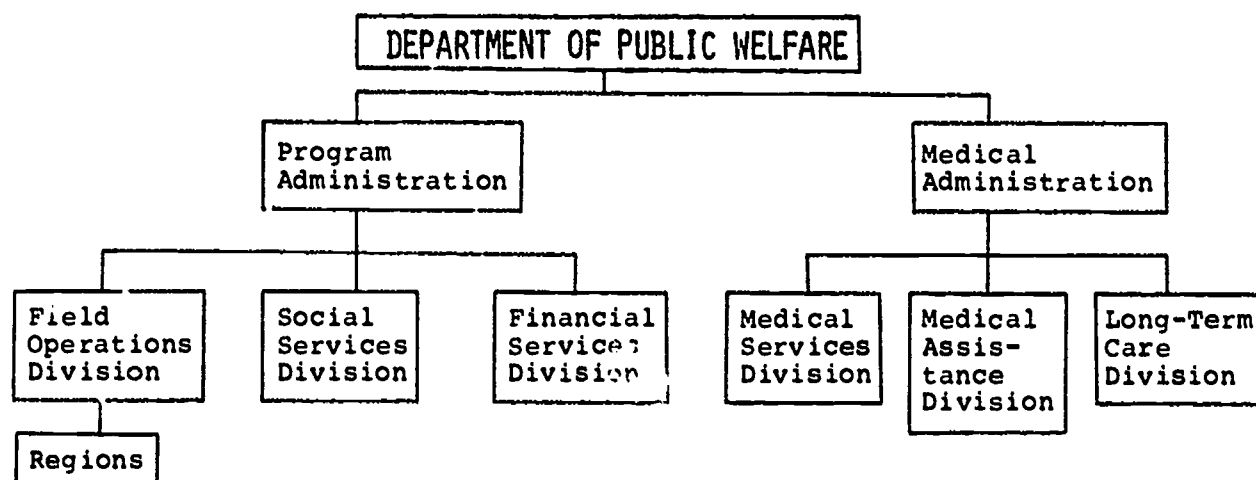 DEPARTMENT OF PUBLIC WELFARE
Program
Administration
Medical
Administration
Field
Operations
Division
Social
Services
Division
Financial
Services
Division
Medical
Services
Division
Medical
Assis-
tance
Division
Long-Term
Care
Division
Regions